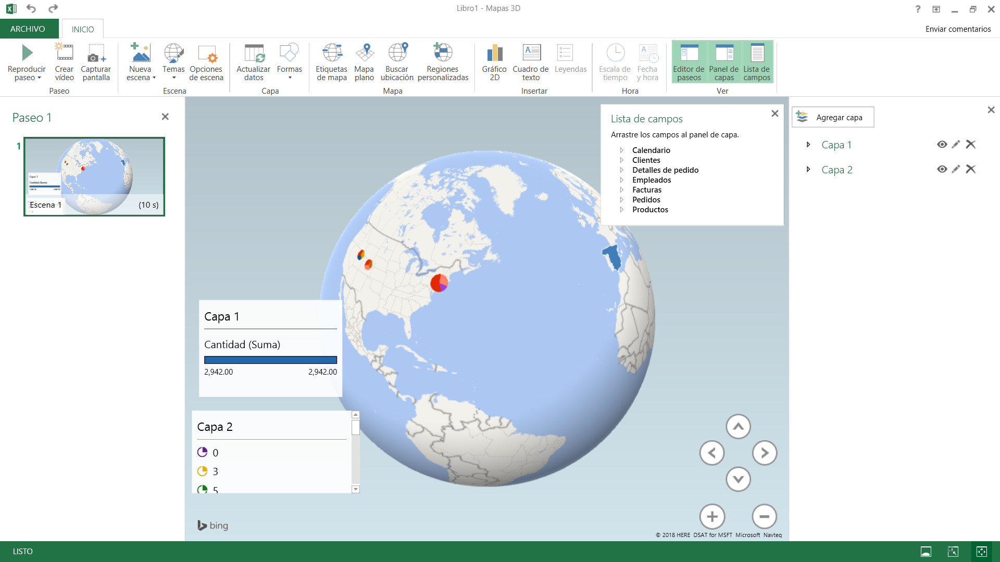 Libro1 - Mapas 3D
?
ARCHIVO
INICIO
Enviar comentarios
Reproducir
paseo
Crear
vídeo
Capturar
pantalla
Nueva
escena
Temas
Opciones
de escena
Actualizar
datos
Formas
Etiquetas
de mapa
Mapa
plano
Buscar
ubicación
Regiones
personalizadas
Gráfico
2D
Cuadro de
texto
Leyendas
Escala de
tiempo
Fecha
y hora
Editor de
paseos
Panel de
capas
Lista de
campos
Paseo
Escena
Capa
Mapa
Insertar
Hora
Ver
Paseo 1
1
Capa 1
Cantidad (Suma)
Escena 1
(10 s)
Lista de campos
Arrastre los campos al panel de capa.
Calendario
Clientes
Detalles de pedido
Empleados
Facturas
Pedidos
Productos
Capa 1
Cantidad (Suma)
2,942.00 2,942.00
Capa 2
0
3
5
bing
© 2018 HERE DSAT for MSFT Microsoft Navteq
Agregar capa
Capa 1
Capa 2
LISTO